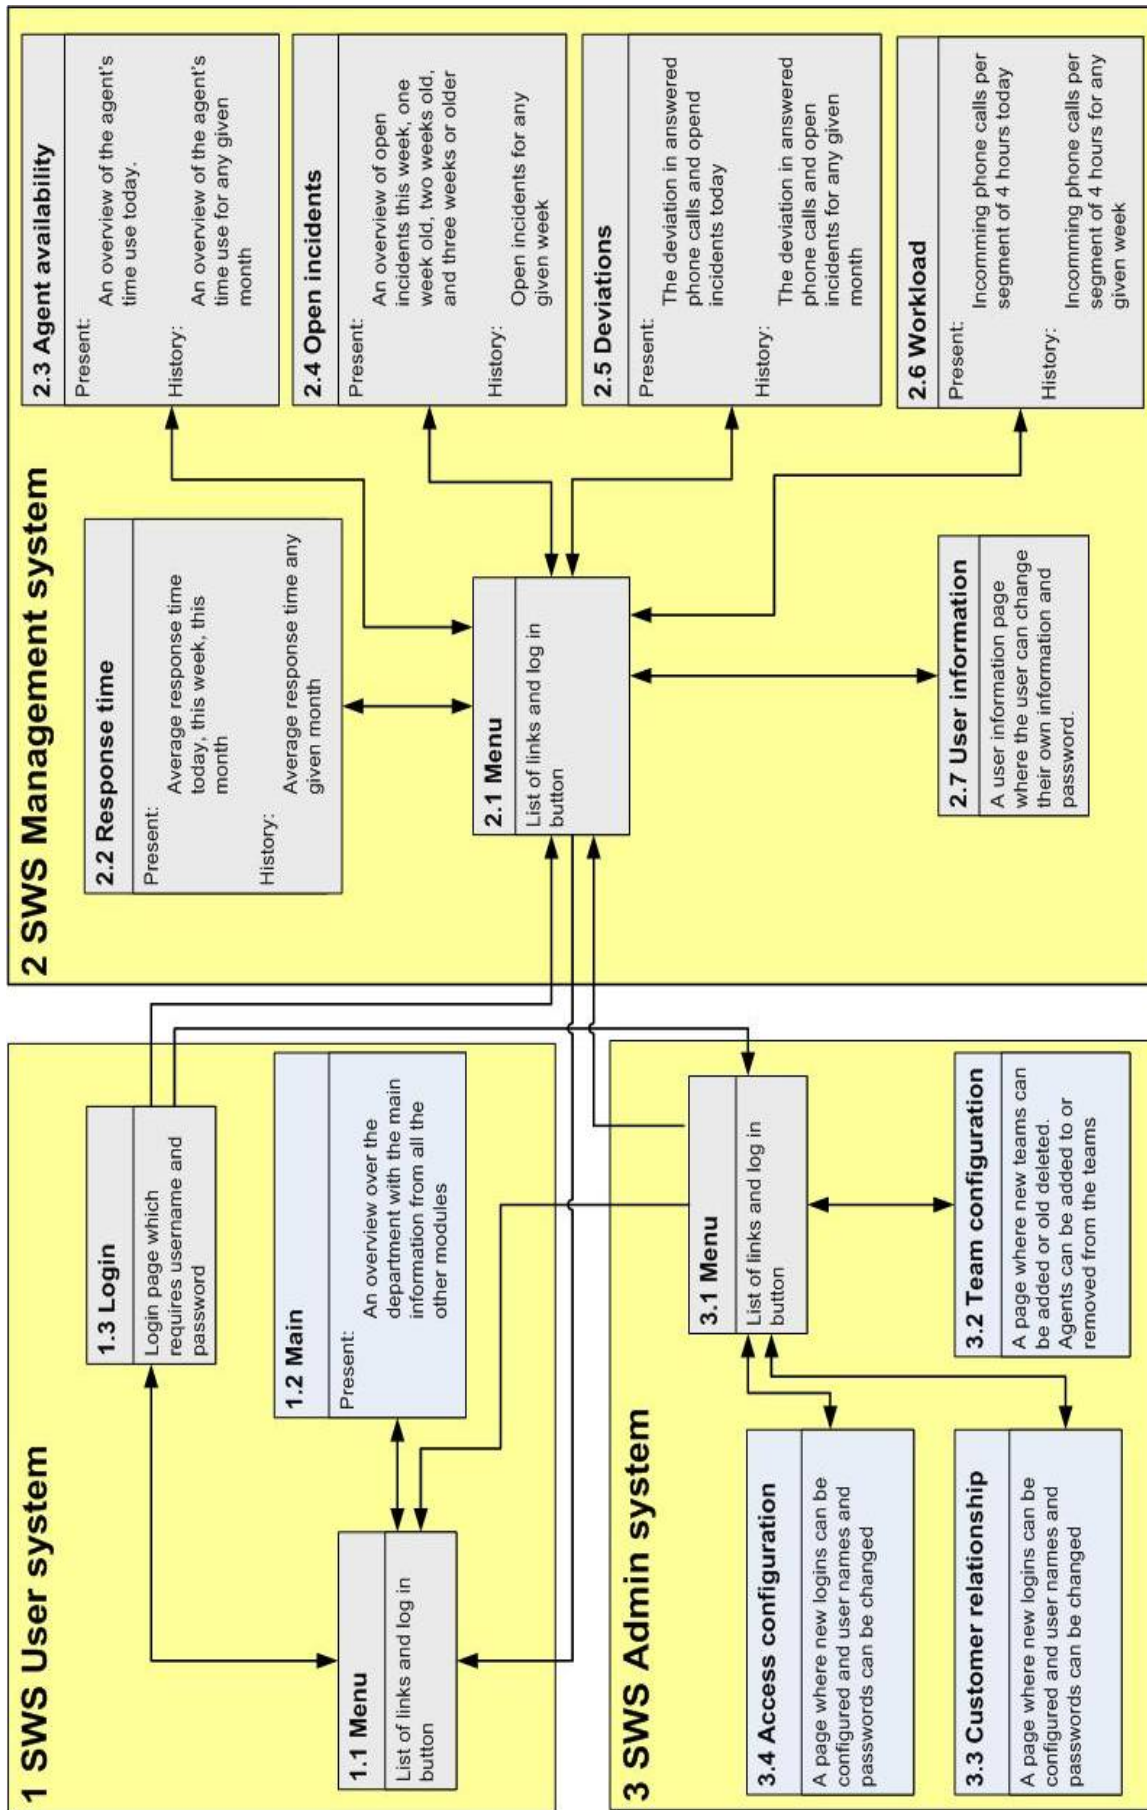 1 SWS User system
1.1 Menu
List of links and log in
button
1.3 Login
Login page which
requires username and
password
1.2 Main
Present:
An overview over the
department with the main
information from all the
other modules
2 SWS Management system
2.2 Response time
Present:
Average response time
today, this week, this
month
History:
Average response time any
given month
2.1 Menu
List of links and log in
button
2.3 Agent availability
Present:
An overview of the agent's
time use today.
History:
An overview of the agent's
time use for any given
month
2.4 Open incidents
Present:
An overview of open
incidents this week, one
week old, two weeks old,
and three weeks or older
History:
Open incidents for any
given week
2.5 Deviations
Present:
The deviation in answered
phone calls and opend
incidents today
History:
The deviation in answered
phone calls and open
incidents for any given
month
2.6 Workload
Present:
Incomming phone calls per
segment of 4 hours today
History:
Incomming phone calls per
segment of 4 hours for any
given week
2.7 User information
A user information page
where the user can change
their own information and
password.
3 SWS Admin system
3.1 Menu
List of links and log in
button
3.4 Access configuration
A page where new logins can be
configured and user names and
passwords can be changed
3.3 Customer relationship
A page where new logins can be
configured and user names and
passwords can be changed
3.2 Team configuration
A page where new teams can
be added or old deleted.
Agents can be added to or
removed from the teams